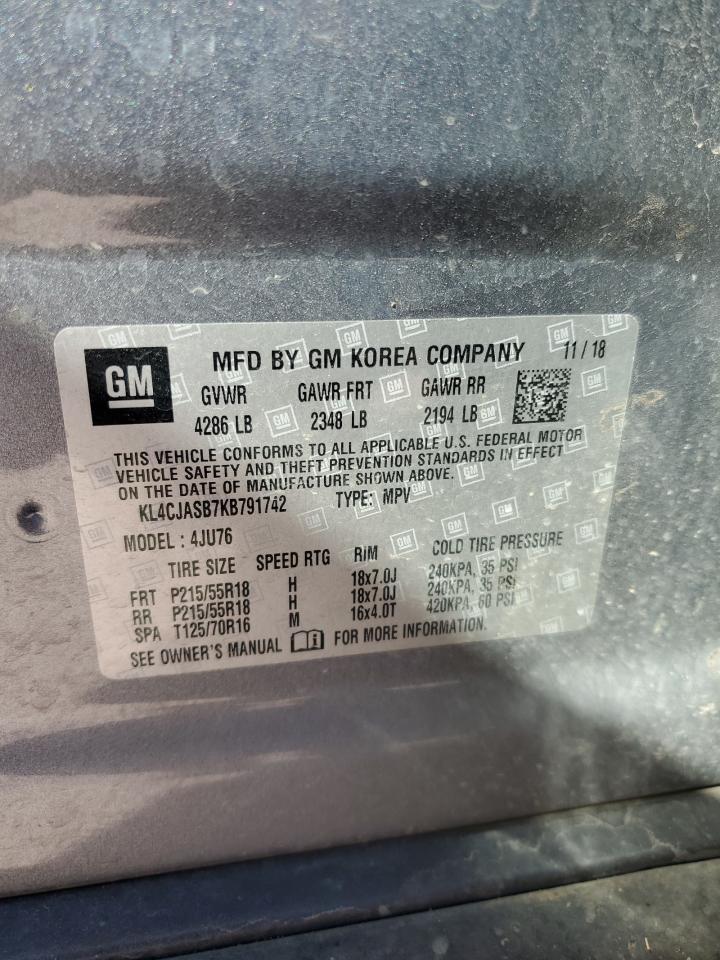 GM MFD BY GM KOREA COMPANY 11 / 18
GVWR GAWR FRT GAWR RR
4286 LB 2348 LB 2194 LB
THIS VEHICLE CONFORMS TO ALL APPLICABLE U.S. FEDERAL MOTOR
VEHICLE SAFETY AND THEFT PREVENTION STANDARDS IN EFFECT
ON THE DATE OF MANUFACTURE SHOWN ABOVE.
KL4CJASB7KB791742 TYPE: MPV
MODEL : 4JU76
TIRE SIZE SPEED RTG RIM COLD TIRE PRESSURE
FRT P215/55R18 H 18x7.0J 240KPA, 35 PSI
RR P215/55R18 H 18x7.0J 240KPA, 35 PSI
SPA T125/70R16 M 16x4.0T 420KPA, 60 PSI
SEE OWNER'S MANUAL FOR MORE INFORMATION.